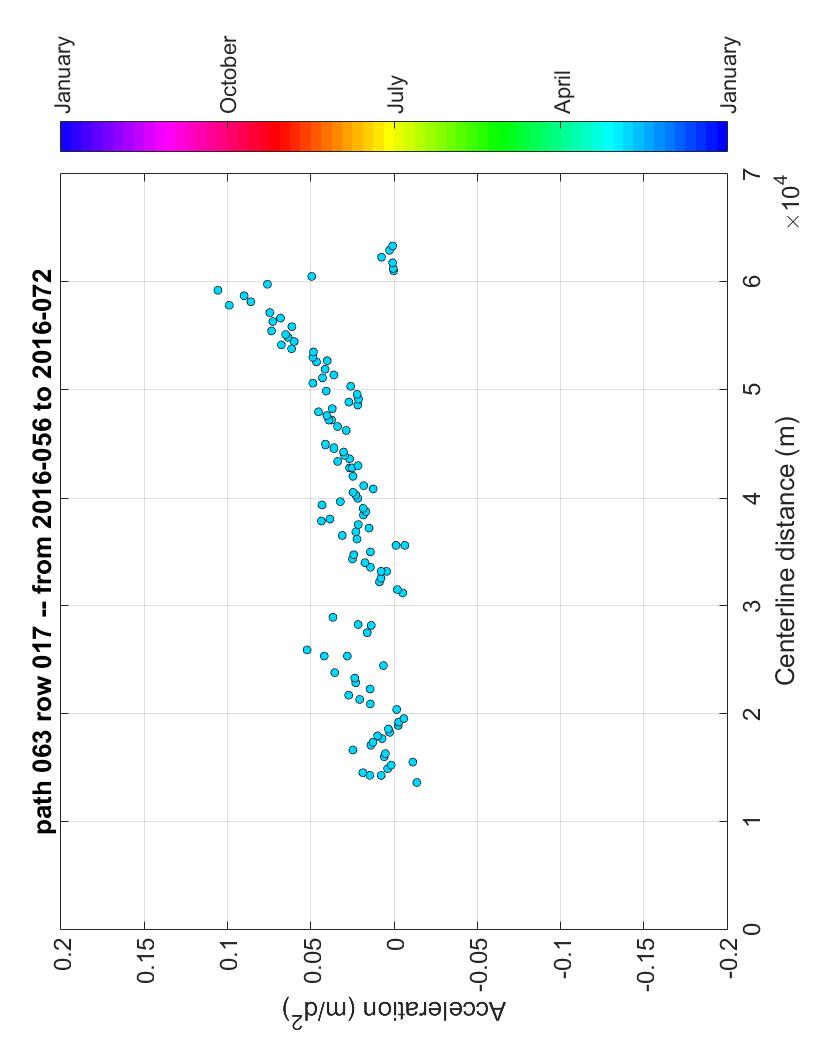 path 063 row 017 -- from 2016-056 to 2016-072
0.2
0.15
0.1
0.05
0
-0.05
-0.1
-0.15
-0.2
Acceleration (m/d²)
0
1
2
3
4
5
6
7
×10⁴
Centerline distance (m)
January
October
July
April
January